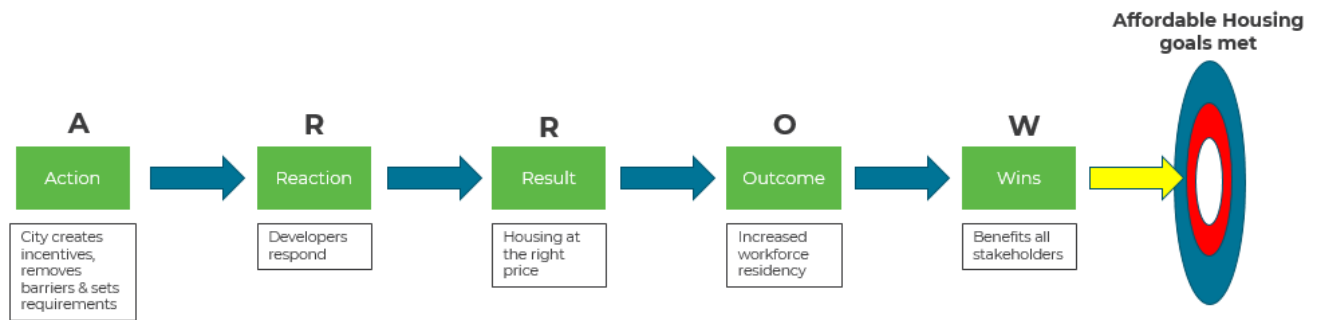 Affordable Housing
goals met
A
R
R
O
W
Action
Reaction
Result
Outcome
Wins
City creates
incentives,
removes
barriers & sets
requirements
Developers
respond
Housing at
the right
price
Increased
workforce
residency
Benefits all
stakeholders